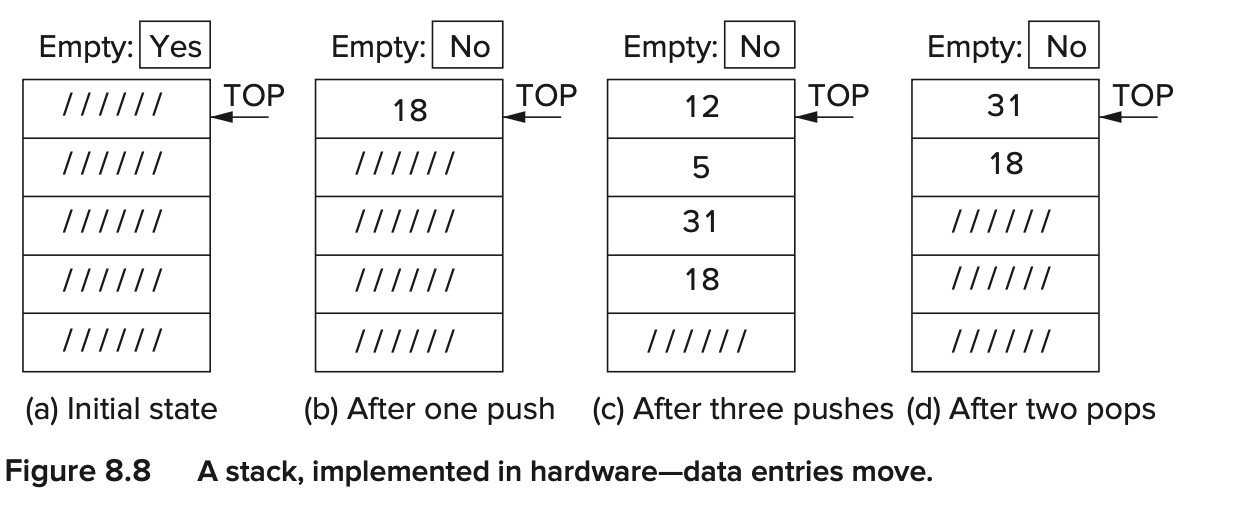 Empty: Yes Empty: No Empty: No Empty: No
////// TOP 18 TOP 12 TOP 31 TOP
////// ////// 5 18
////// ////// 31 //////
////// ////// 18 //////
////// ////// ////// //////
(a) Initial state (b) After one push (c) After three pushes (d) After two pops
Figure 8.8 A stack, implemented in hardware—data entries move.